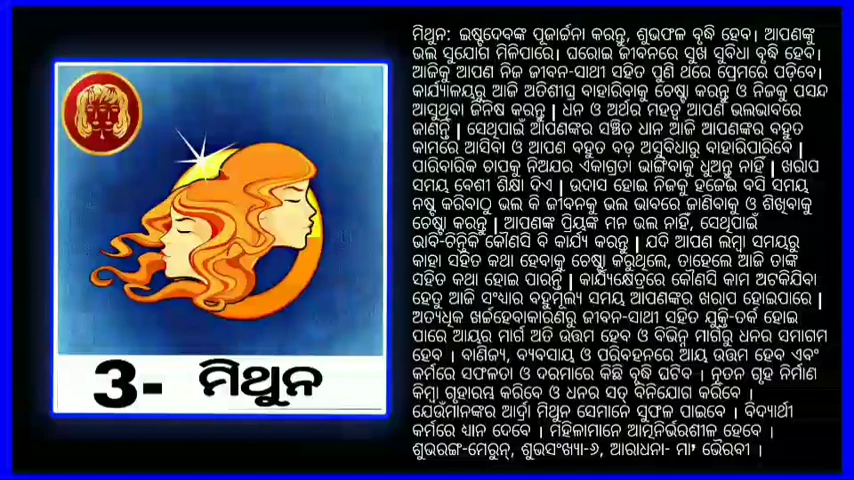 ମିଥୁନ: ଇଷ୍ଟଦେବଙ୍କ ପୂଜାର୍ଚ୍ଚନା କରନ୍ତୁ, ଶୁଭଫଳ ବୃଦ୍ଧି ହେବ। ଆପଣଙ୍କୁ
ଭଲ ସୁଯୋଗ ମିଳିପାରେ। ଘରୋଇ ଜୀବନରେ ସୁଖ ସୁବିଧା ବୃଦ୍ଧି ହେବ।
ଆଜିକୁ ଆପଣ ନିଜ ଜୀବନ-ସାଥୀ ସହିତ ପୁଣି ଥରେ ପ୍ରେମରେ ପଡ଼ିବେ।
କାର୍ଯ୍ୟାଳୟରୁ ଆଜି ଅତିଶୀଘ୍ର ବାହାରିବାକୁ ଚେଷ୍ଟା କରନ୍ତୁ ଓ ନିଜକୁ ପସନ୍ଦ
ଆସୁଥିବା ଜିନିଷ କରନ୍ତୁ | ଧନ ଓ ଅର୍ଥର ମହତ୍ୱ ଆପଣ ଭଲଭାବରେ
ଜାଣନ୍ତୁ | ସେଥିପାଇଁ ଆପଣଙ୍କର ସଞ୍ଚିତ ଧାନ ଆଜି ଆପଣଙ୍କର ବହୁତ
କାମରେ ଆସିବା ଓ ଆପଣ ବହୁତ ବଡ଼ ଅସୁବିଧାରୁ ବାହାରିପାରିବେ |
ପାରିବାରିକ ଚାପକୁ ନିଅଯର ଏକାଗ୍ରତା ଭାଙ୍ଗିବାକୁ ଧୁଅନ୍ତୁ ନାହିଁ | ଖରାପ
ସମୟ ବେଶୀ ଶିକ୍ଷା ଦିଏ | ଉଦାସ ହୋଇ ନିଜକୁ ହଜେଇ ବସି ସମୟ
ନଷ୍ଟ କରିବାଠୁ ଭଲ କି ଜୀବନକୁ ଭଲ ଭାବରେ ଜାଣିବାକୁ ଓ ଶିଖିବାକୁ
ଚେଷ୍ଟା କରନ୍ତୁ | ଆପଣଙ୍କ ପ୍ରିୟଙ୍କ ମନ ଭଲ ନାହିଁ, ସେଥିପାଇଁ
ଭାବି-ଚିନ୍ତିକି କୌଣସି ବି କାର୍ଯ୍ୟ କରନ୍ତୁ | ଯଦି ଆପଣ ଲମ୍ବା ସମୟରୁ
କାହା ସହିତ କଥା ହେବାକୁ ଚେଷ୍ଟା କରୁଥିଲେ, ତାହେଲେ ଆଜି ତାଙ୍କ
ସହିତ କଥା ହୋଇ ପାରନ୍ତି | କାର୍ଯ୍ୟକ୍ଷେତ୍ରରେ କୌଣସି କାମ ଅଟକିଯିବା
ହେତୁ ଆଜି ସଂଧ୍ୟାର ବହୁମୂଲ୍ୟ ସମୟ ଆପଣଙ୍କର ଖରାପ ହୋଇପାରେ |
ଅତ୍ୟଧିକ ଖର୍ଚ୍ଚହେବାକାରଣରୁ ଜୀବନ-ସାଥୀ ସହିତ ଯୁକ୍ତି-ତର୍କ ହୋଇ
ପାରେ ଆୟର ମାର୍ଗ ଅତି ଉତ୍ତମ ହେବ ଓ ବିଭିନ୍ନ ମାର୍ଗରୁ ଧନର ସମାଗମ
ହେବ । ବାଣିଜ୍ୟ, ବ୍ୟବସାୟ ଓ ପରିବହନରେ ଆୟ ଉତ୍ତମ ହେବ ଏବଂ
କର୍ମରେ ସଫଳତା ଓ ଦରମାରେ କିଛି ବୃଦ୍ଧି ଘଟିବ । ନୂତନ ଗୃହ ନିର୍ମାଣ
କିମ୍ବା ଗୃହାରମ୍ଭ କରିବେ ଓ ଧନର ସତ୍ ବିନିଯୋଗ କରିବେ ।
ଯେଉଁମାନଙ୍କର ଆର୍ଦ୍ରା ମିଥୁନ ସେମାନେ ସୁଫଳ ପାଇବେ । ବିଦ୍ୟାର୍ଥୀ
କର୍ମରେ ଧ୍ୟାନ ଦେବେ । ମହିଳାମାନେ ଆତ୍ମନିର୍ଭରଶୀଳ ହେବେ ।
ଶୁଭରଙ୍ଗ-ମେରୁନ୍, ଶୁଭସଂଖ୍ୟା-୬, ଆରାଧନା- ମା' ଭୈରବୀ ।
3- ମିଥୁନ